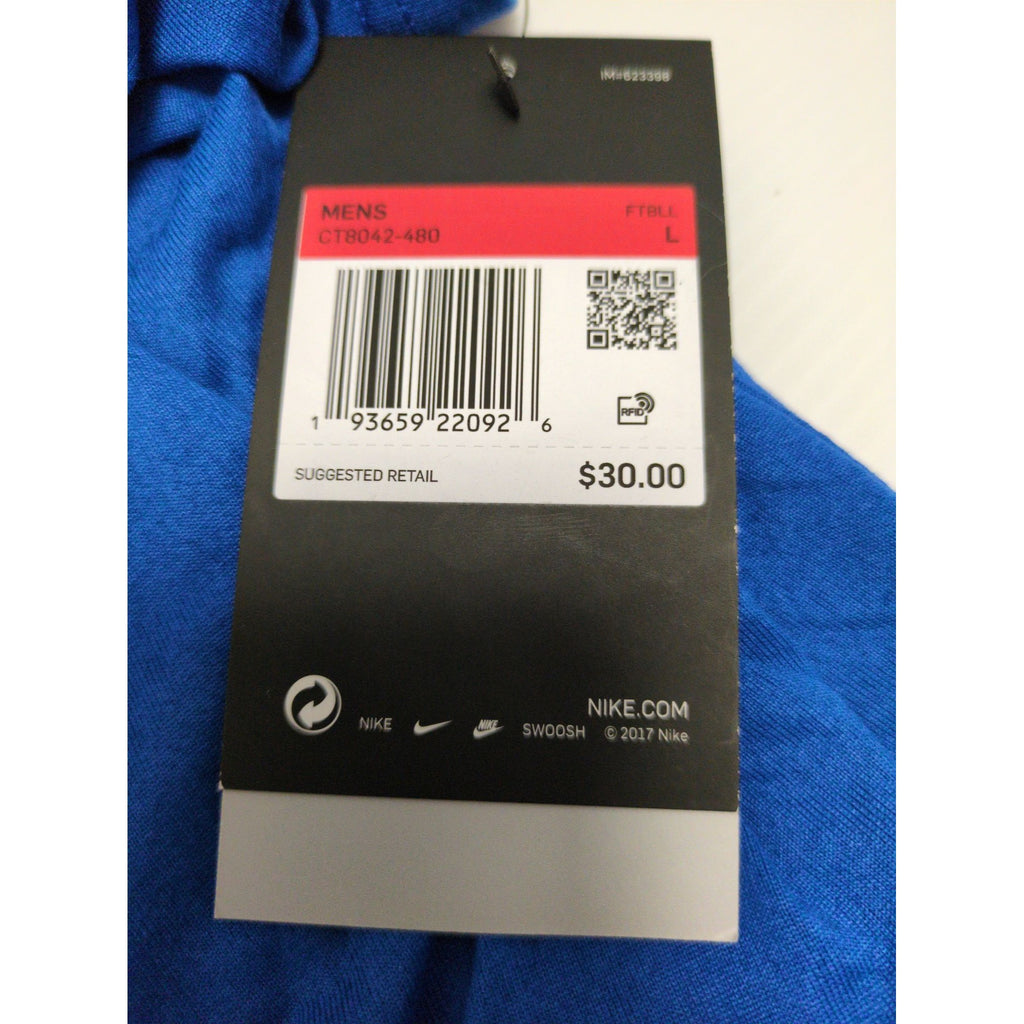 IM=623398
MENS FTBLL
CT8042-480 L
RFID
1 93659 22092 6
SUGGESTED RETAIL $30.00
NIKE.COM
NIKE NIKE SWOOSH © 2017 Nike